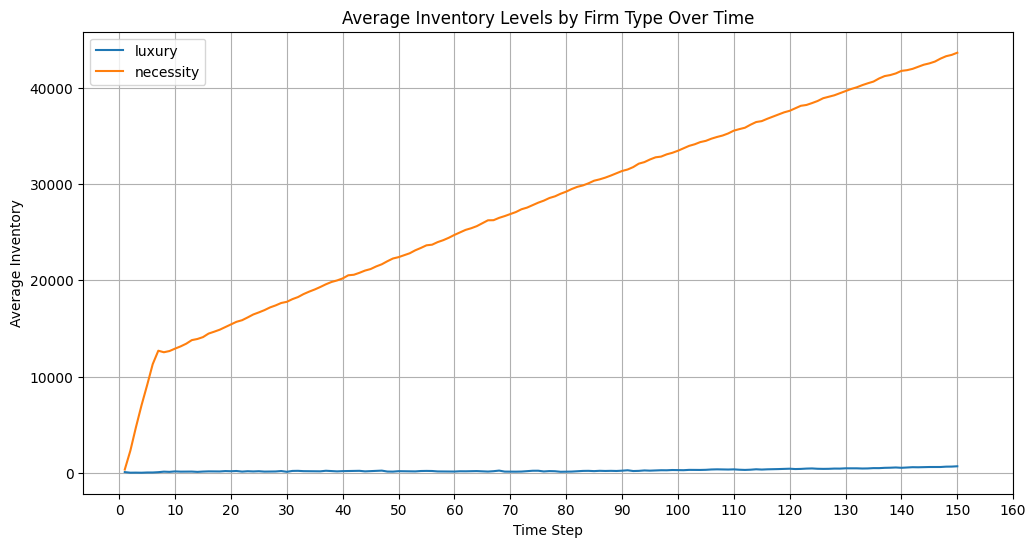 Average Inventory Levels by Firm Type Over Time
luxury
necessity
Average Inventory
40000
30000
20000
10000
0
0 10 20 30 40 50 60 70 80 90 100 110 120 130 140 150 160
Time Step